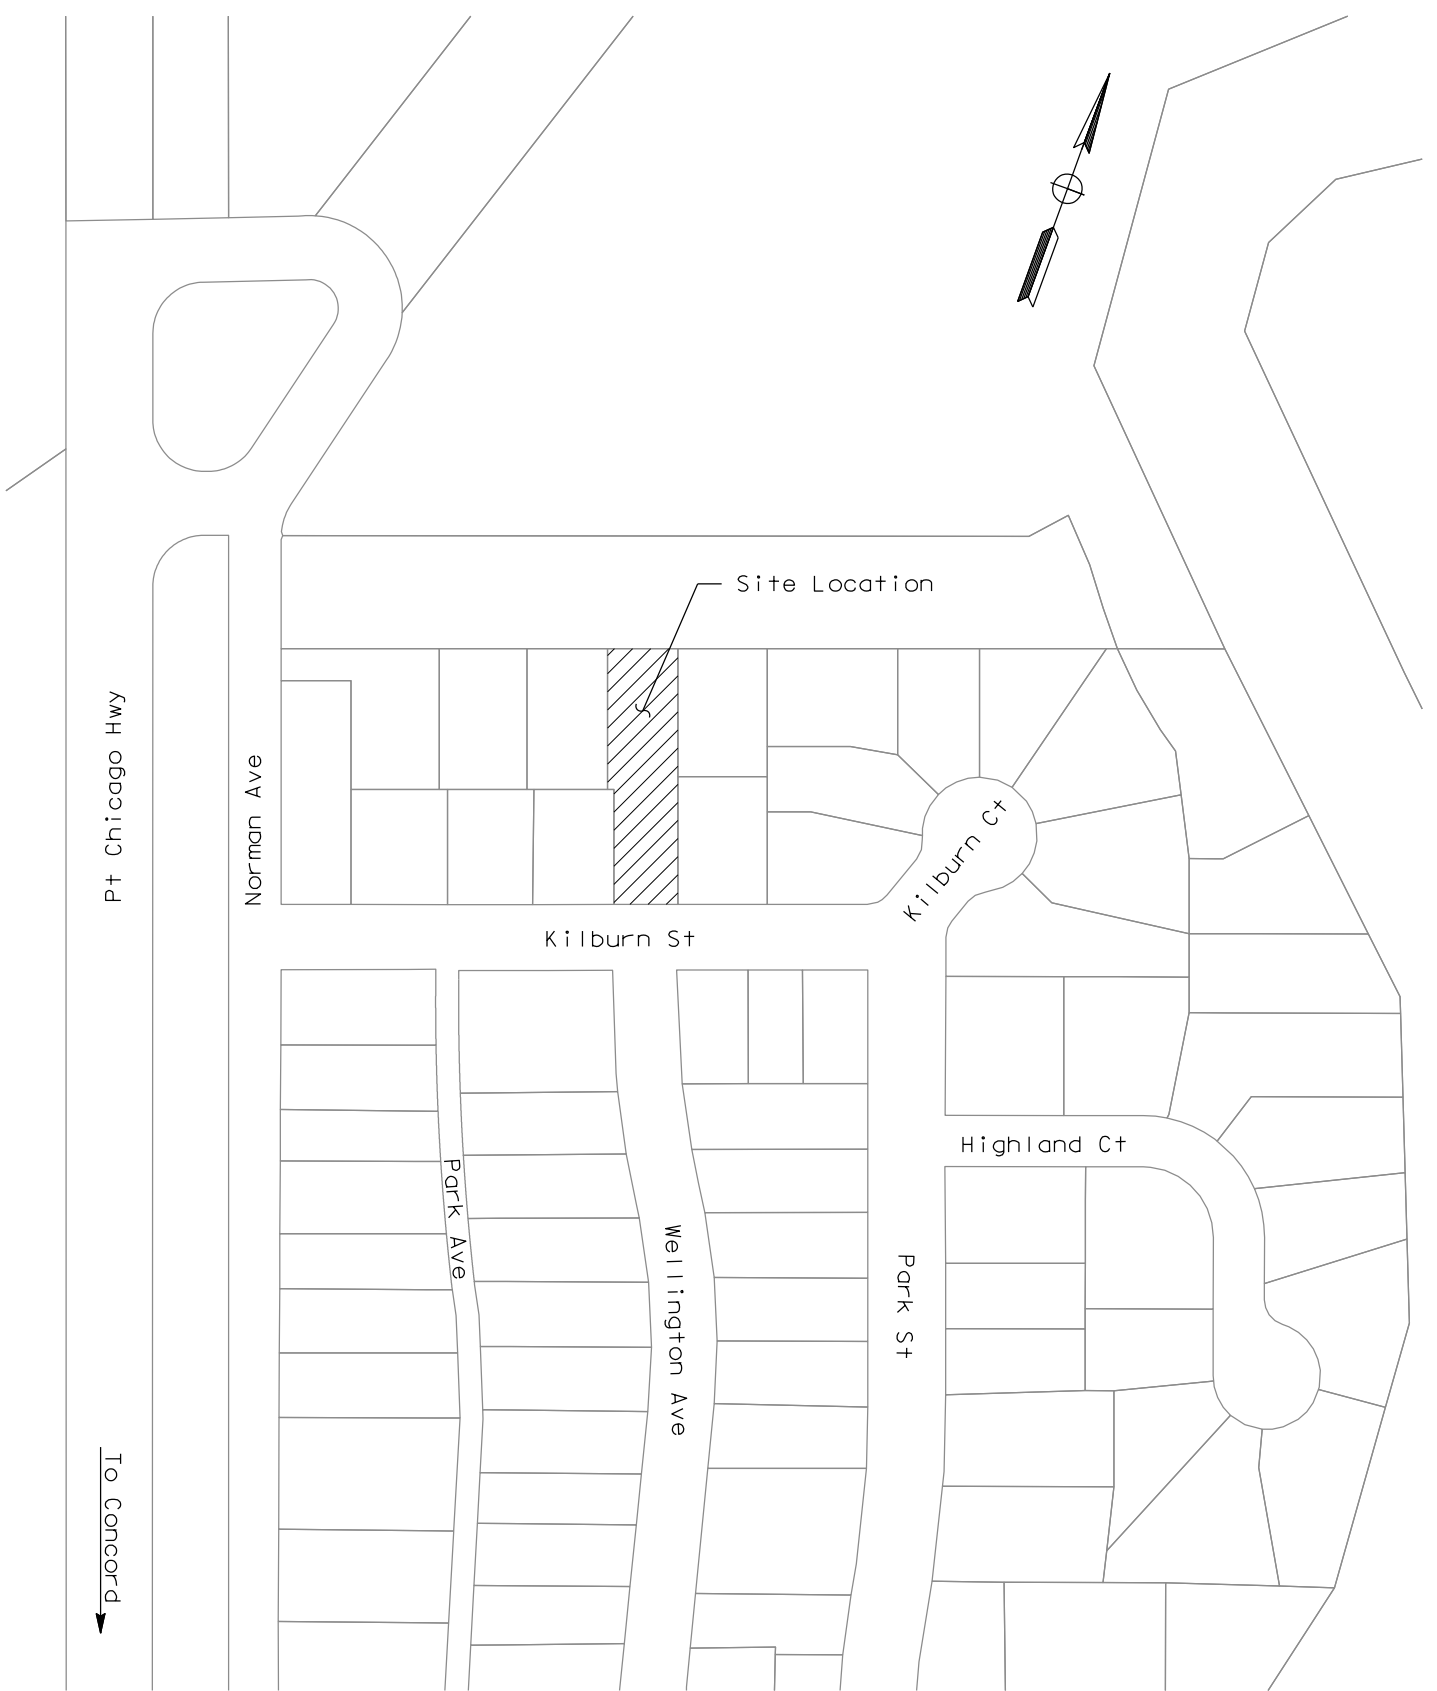 Site Location
Pt Chicago Hwy
Norman Ave
Kilburn Ct
Kilburn St
Highland Ct
Park Ave
Wellington Ave
Park St
To Concord